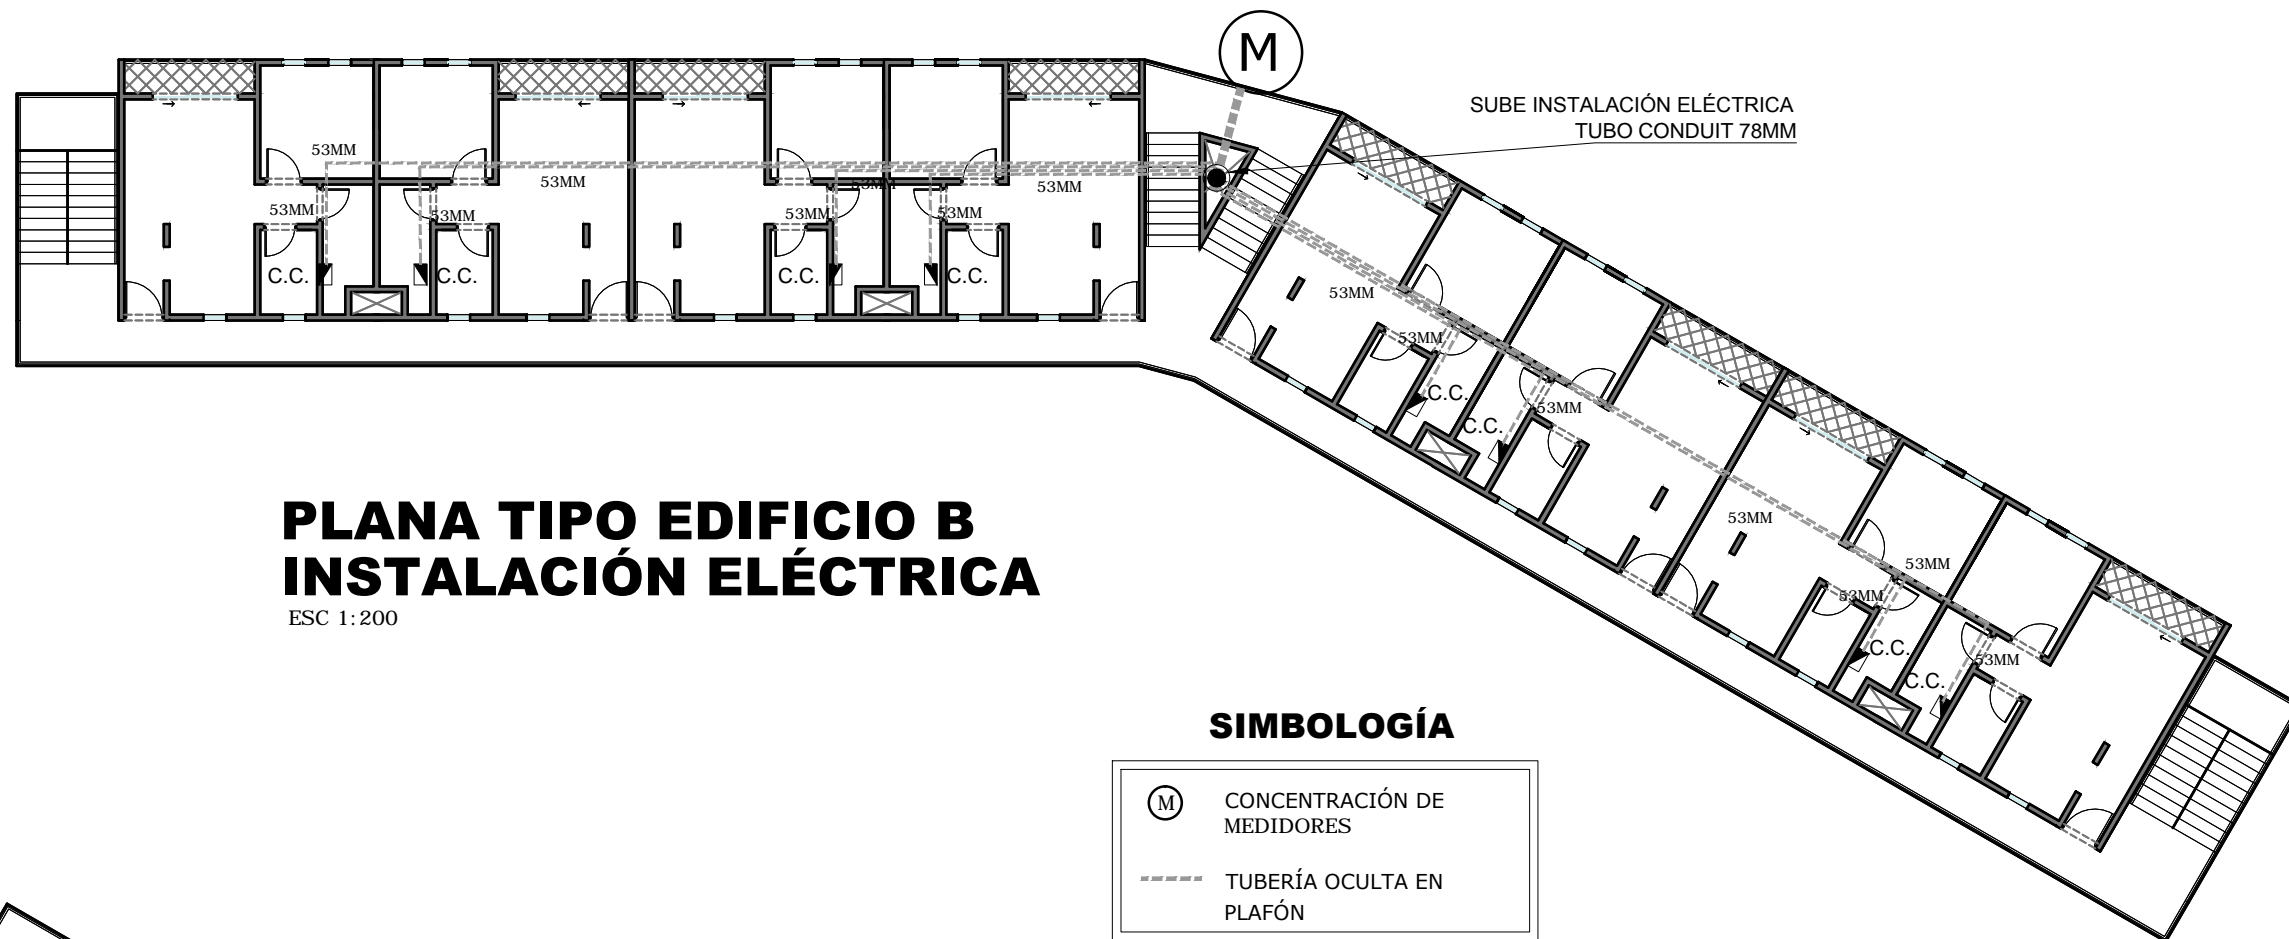 M
SUBE INSTALACIÓN ELÉCTRICA
TUBO CONDUIT 78MM
53MM
53MM
53MM
53MM
53MM
53MM
53MM
53MM
C.C.
C.C.
C.C.
C.C.
53MM
53MM
C.C.
53MM
C.C.
53MM
53MM
53MM
C.C.
53MM
C.C.
PLANA TIPO EDIFICIO B
INSTALACIÓN ELÉCTRICA
ESC 1:200
SIMBOLOGÍA
M
CONCENTRACIÓN DE
MEDIDORES
TUBERÍA OCULTA EN
PLAFÓN